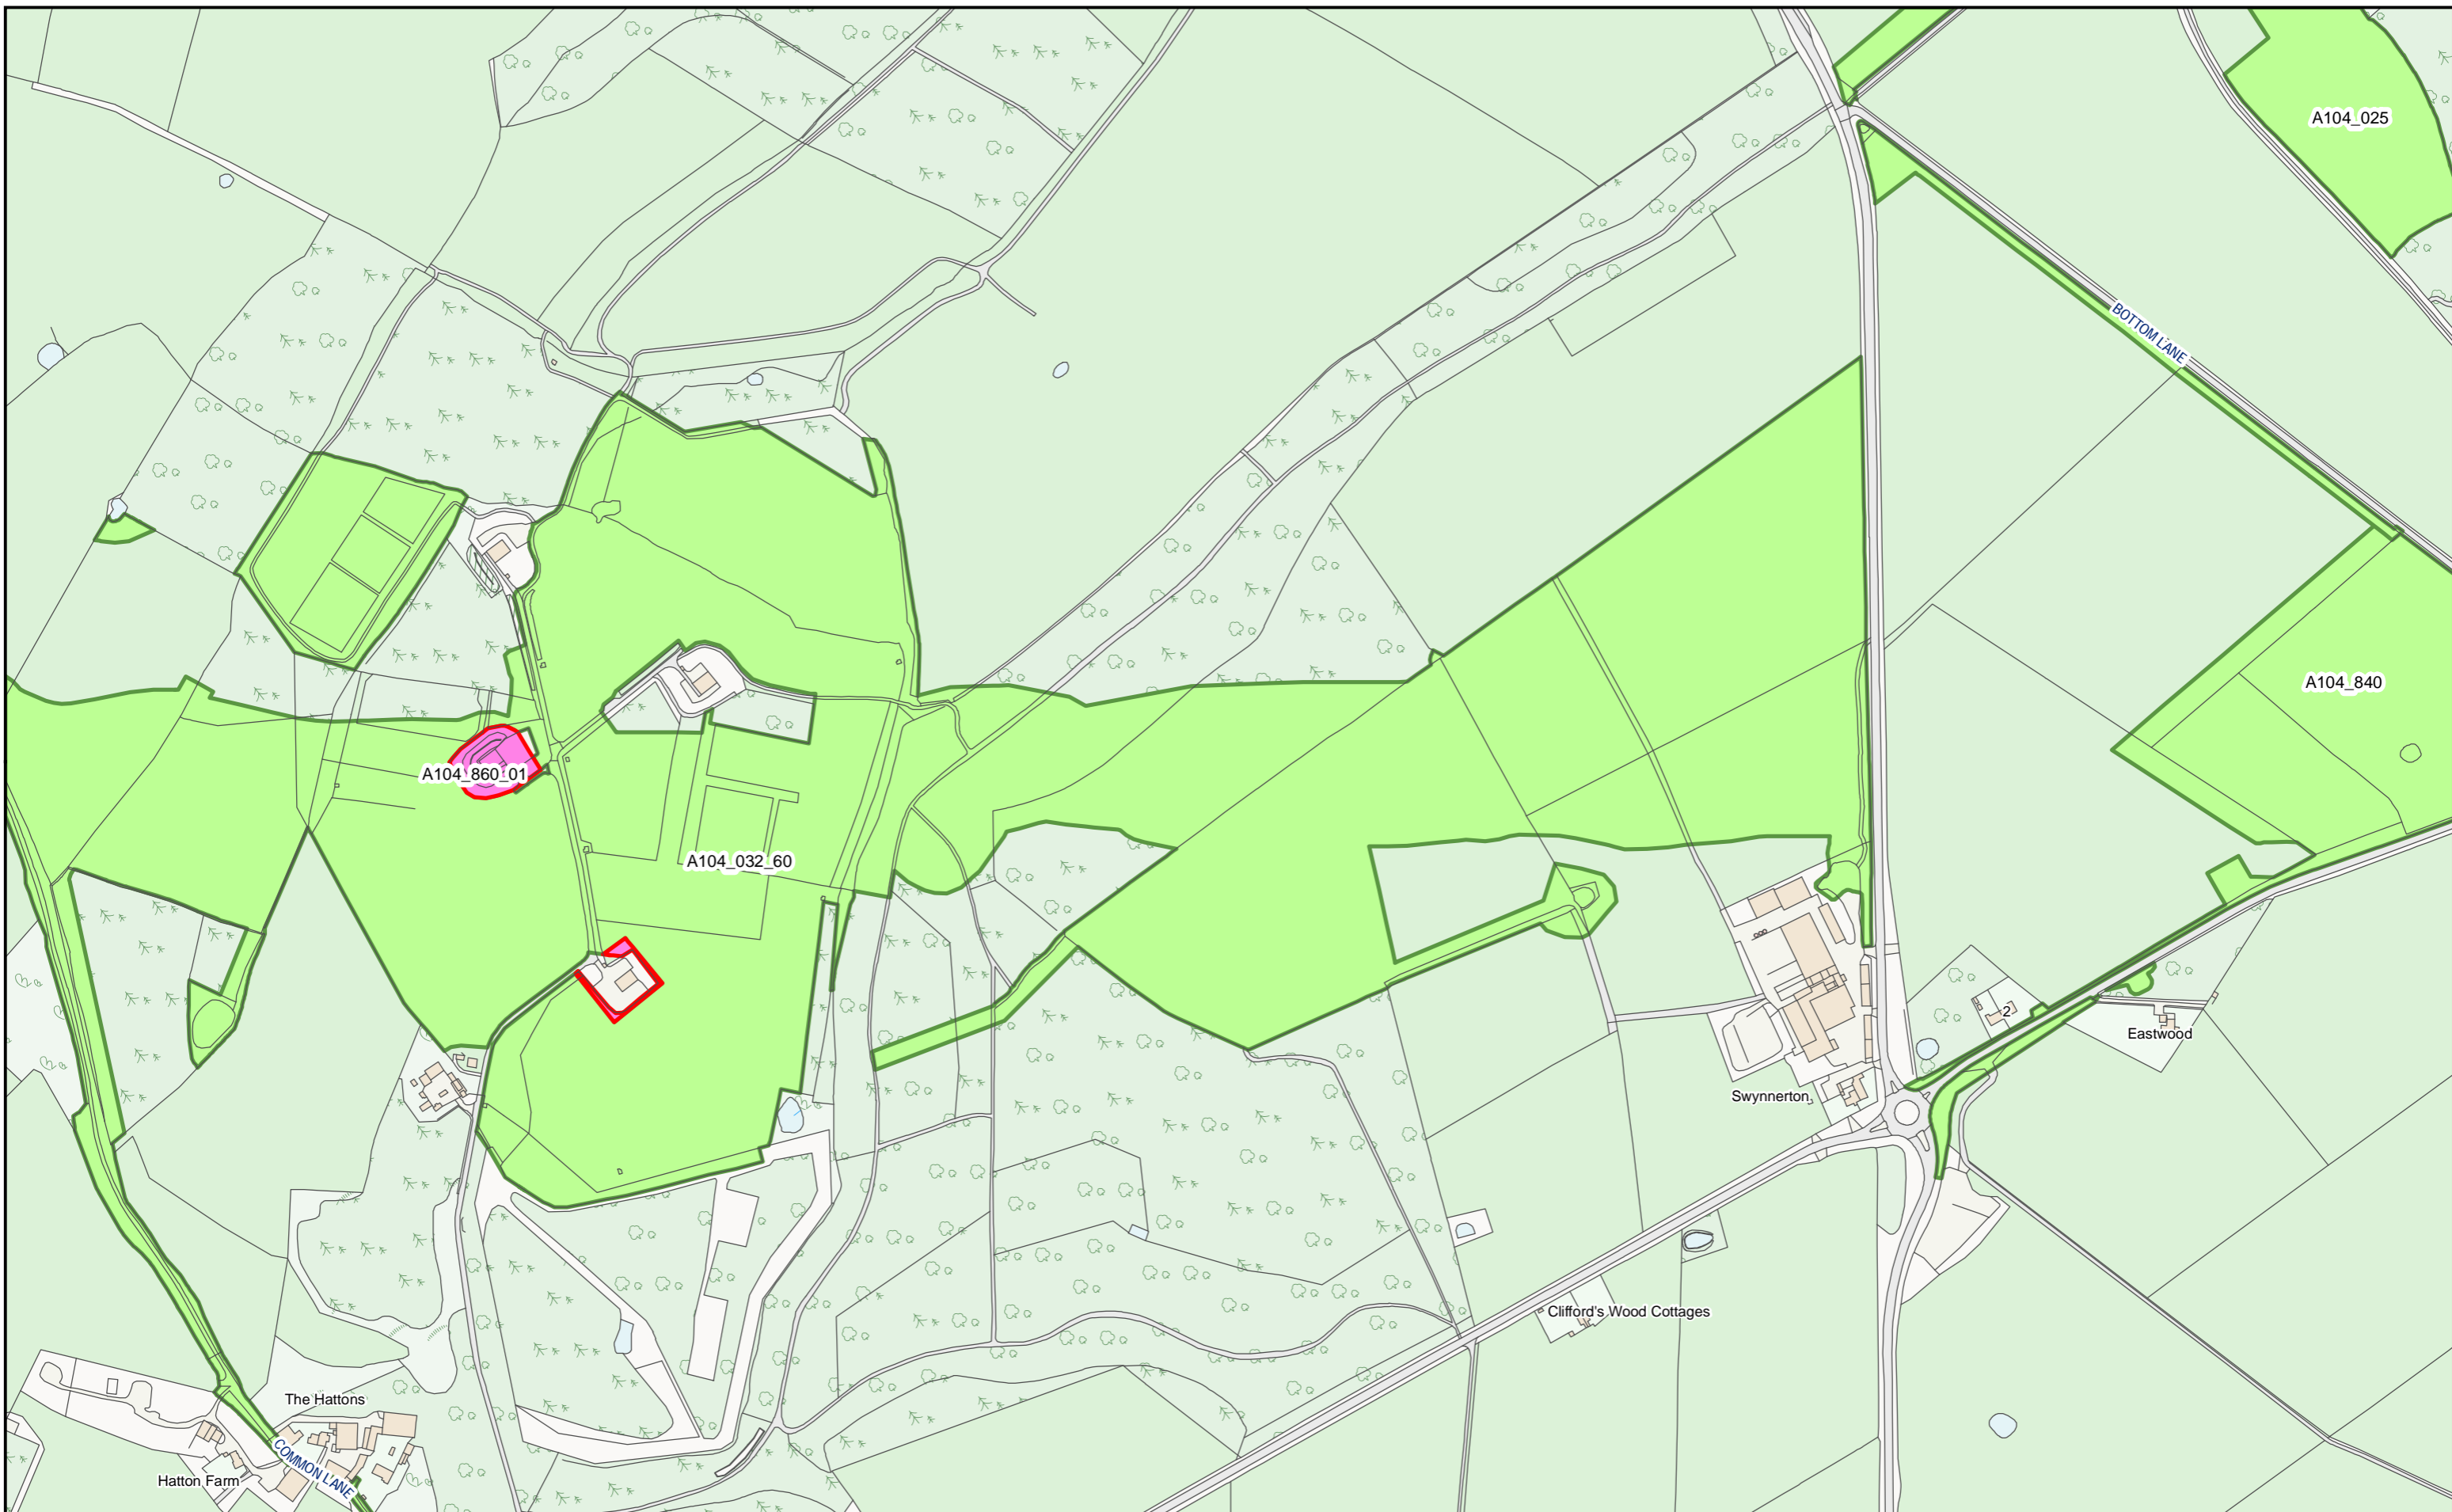 A104_025
BOTTOM LANE
A104_840
A104_860_01
A104_032_60
2
Eastwood
Swynnerton
Clifford's Wood Cottages
The Hattons
COMMON LANE
Hatton Farm